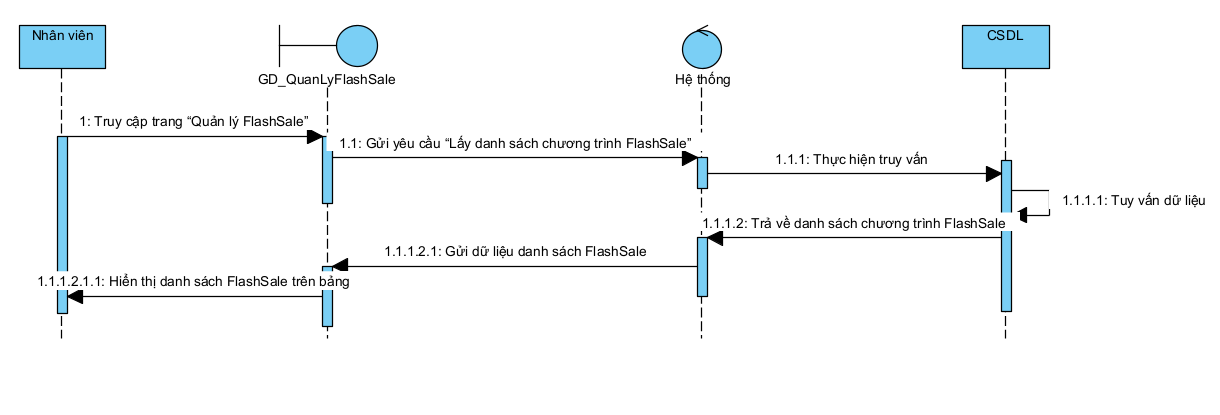 Nhân viên
GD_QuanLyFlashSale
Hệ thống
CSDL
1: Truy cập trang “Quản lý FlashSale”
1.1: Gửi yêu cầu “Lấy danh sách chương trình FlashSale”
1.1.1: Thực hiện truy vấn
1.1.1.1: Tuy vấn dữ liệu
1.1.1.2: Trả về danh sách chương trình FlashSale
1.1.1.2.1: Gửi dữ liệu danh sách FlashSale
1.1.1.2.1.1: Hiển thị danh sách FlashSale trên bảng